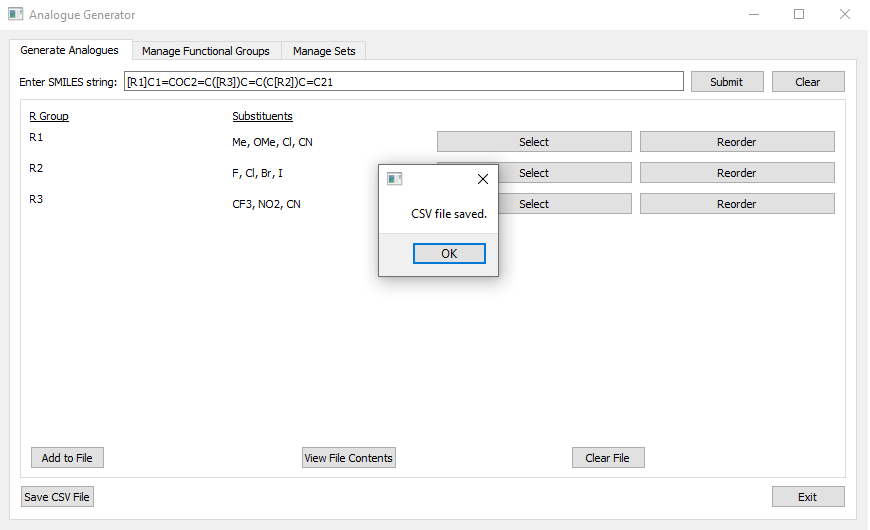 Analogue Generator
Generate Analogues Manage Functional Groups Manage Sets
Enter SMILES string: [R1]C1=COC2=C([R3])C=C(C[R2])C=C21 Submit Clear
R Group Substituents
R1 Me, OMe, Cl, CN Select Reorder
R2 F, Cl, Br, I Select Reorder
R3 CF3, NO2, CN Select Reorder
CSV file saved.
OK
Add to File View File Contents Clear File
Save CSV File Exit